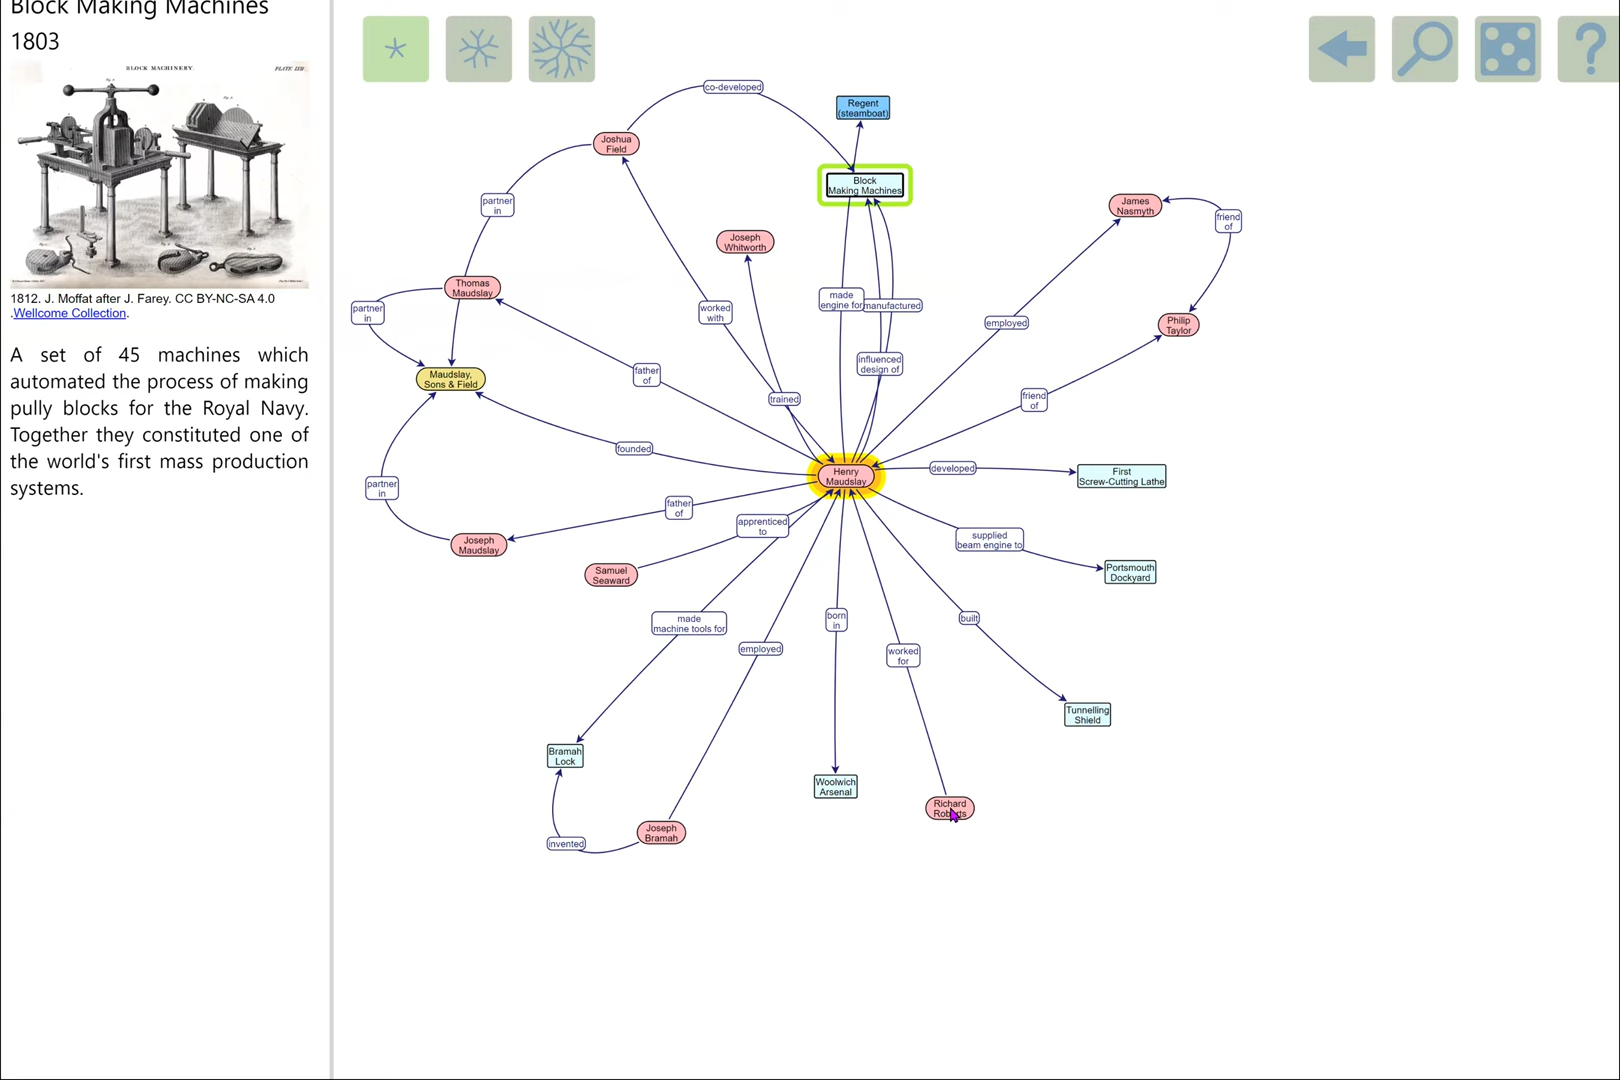 Block Making Machines
1803
BLOCK MACHINERY.
1812. J. Moffat after J. Farey. CC BY-NC-SA 4.0
.Wellcome Collection.
A set of 45 machines which
automated the process of making
pully blocks for the Royal Navy.
Together they constituted one of
the world's first mass production
systems.
co-developed
Regent
(steamboat)
Joshua
Field
Block
Making Machines
partner
in
James
Nasmyth
friend
of
Joseph
Whitworth
Thomas
Maudslay
made
engine for
manufactured
partner
in
worked
with
employed
Philip
Taylor
influenced
design of
father
of
Maudslay,
Sons & Field
trained
friend
of
founded
Henry
Maudslay
developed
First
Screw-Cutting Lathe
partner
in
father
of
apprenticed
to
supplied
beam engine to
Joseph
Maudslay
Samuel
Seaward
Portsmouth
Dockyard
made
machine tools for
born
in
built
employed
worked
for
Tunnelling
Shield
Bramah
Lock
Woolwich
Arsenal
Richard
Roberts
Joseph
Bramah
invented
?